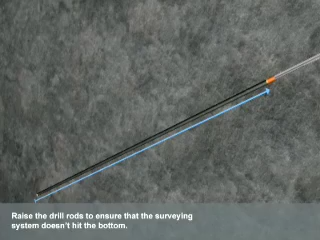 Raise the drill rods to ensure that the surveying
system doesn't hit the bottom.